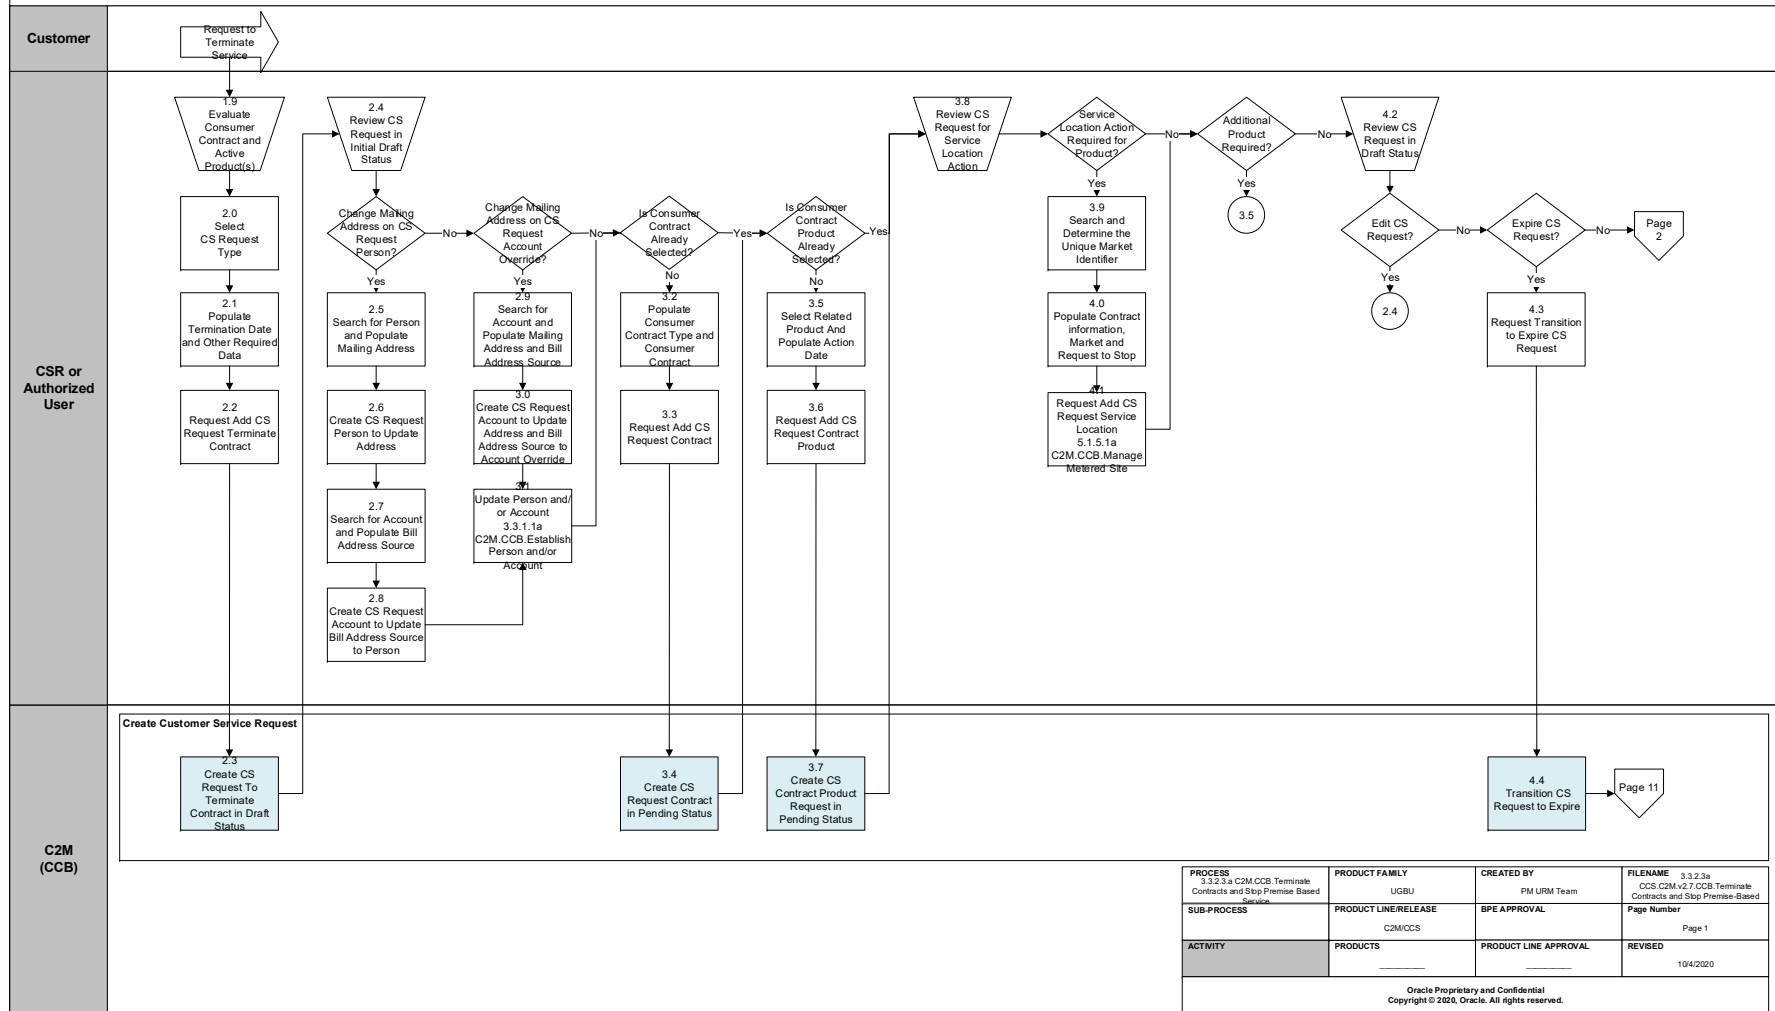 Customer
Request to
Terminate
Service
CSR or
Authorized
User
1.9
Evaluate
Consumer
Contract and
Active
Product(s)
2.0
Select
CS Request
Type
2.1
Populate
Termination Date
and Other Required
Data
2.2
Request Add CS
Request Terminate
Contract
2.4
Review CS
Request in
Initial Draft
Status
Change Mailing
Address on CS
Request
Person?
No
Yes
2.5
Search for Person
and Populate
Mailing Address
2.6
Create CS Request
Person to Update
Address
2.7
Search for Account
and Populate Bill
Address Source
2.8
Create CS Request
Account to Update
Bill Address Source
to Person
Change Mailing
Address on CS
Request
Account
Override?
No
Yes
2.9
Search for
Account and
Populate Mailing
Address and Bill
Address Source
3.0
Create CS Request
Account to Update
Address and Bill
Address Source to
Account Override
3.1
Update Person and/
or Account
3.3.1.1a
C2M.CCB.Establish
Person and/or
Account
Is Consumer
Contract
Already
Selected?
Yes
No
3.2
Populate
Consumer
Contract Type and
Consumer
Contract
3.3
Request Add CS
Request Contract
Is Consumer
Contract
Product
Already
Selected?
Yes
No
3.5
Select Related
Product And
Populate Action
Date
3.6
Request Add CS
Request Contract
Product
3.8
Review CS
Request for
Service
Location
Action
Service
Location Action
Required for
Product?
No
Yes
3.9
Search and
Determine the
Unique Market
Identifier
4.0
Populate Contract
information,
Market and
Request to Stop
4.1
Request Add CS
Request Service
Location
5.1.5.1a
C2M.CCB.Manage
Metered Site
Additional
Product
Required?
No
Yes
3.5
4.2
Review CS
Request in
Draft Status
Edit CS
Request?
No
Yes
2.4
Expire CS
Request?
No
Yes
Page
2
4.3
Request Transition
to Expire CS
Request
C2M
(CCB)
Create Customer Service Request
2.3
Create CS
Request To
Terminate
Contract in Draft
Status
3.4
Create CS
Request Contract
in Pending Status
3.7
Create CS
Contract Product
Request in
Pending Status
4.4
Transition CS
Request to Expire
Page 11
PROCESS
3.3.2.3.a C2M.CCB.Terminate
Contracts and Stop Premise Based
Service
PRODUCT FAMILY
UGBU
CREATED BY
PM URM Team
FILENAME 3.3.2.3a
CCS.C2M.v2.7.CCB.Terminate
Contracts and Stop Premise-Based
SUB-PROCESS
PRODUCT LINE/RELEASE
C2M/CCS
BPE APPROVAL
Page Number
Page 1
ACTIVITY
PRODUCTS
PRODUCT LINE APPROVAL
REVISED
10/4/2020
Oracle Proprietary and Confidential
Copyright © 2020, Oracle. All rights reserved.